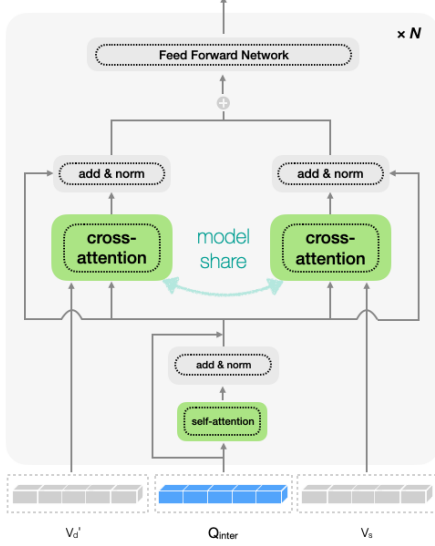 × N
Feed Forward Network
add & norm
add & norm
cross-
attention
model
share
cross-
attention
add & norm
self-attention
Vd'
Qinter
Vs